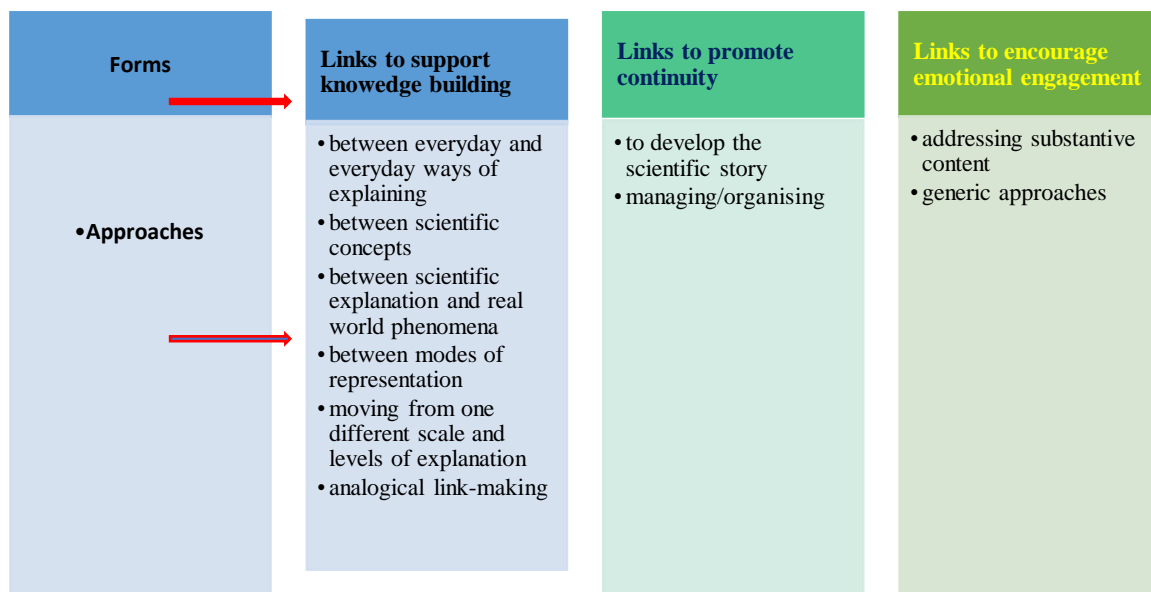 Forms
•Approaches
Links to support
knowedge building
•between everyday and
everyday ways of
explaining
•between scientific
concepts
•between scientific
explanation and real
world phenomena
•between modes of
representation
•moving from one
different scale and
levels of explanation
•analogical link-making
Links to promote
continuity
•to develop the
scientific story
•managing/organising
Links to encourage
emotional engagement
•addressing substantive
content
•generic approaches